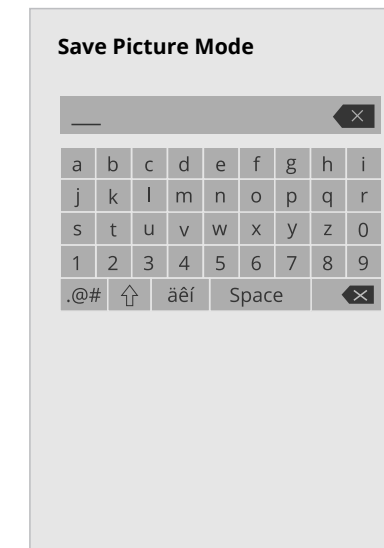 Save Picture Mode
a b c d e f g h i
j k l m n o p q r
s t u v w x y z 0
1 2 3 4 5 6 7 8 9
.@# äêí Space